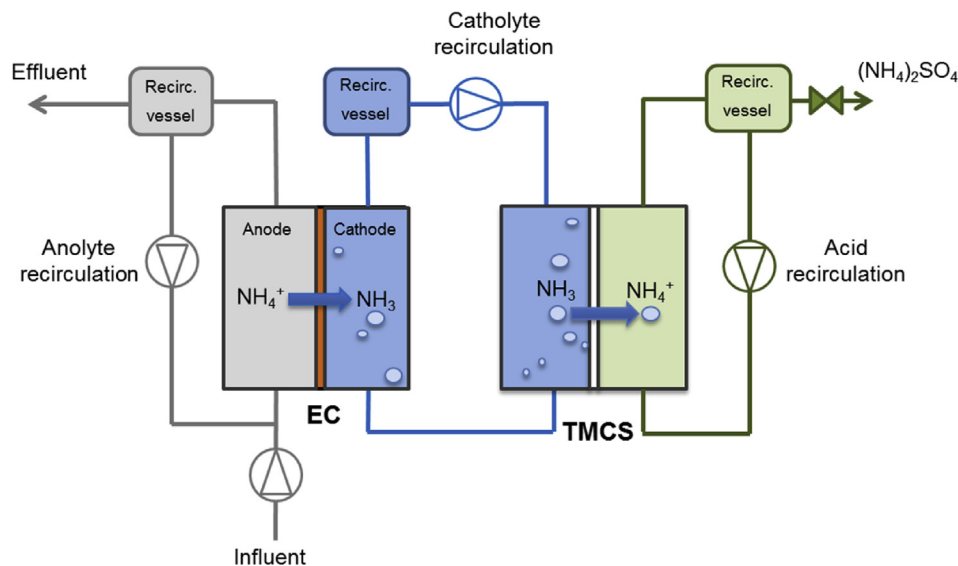 Catholyte
recirculation
Effluent
Recirc.
vessel
Recirc.
vessel
Recirc.
vessel
(NH₄)₂SO₄
Anode
Cathode
Anolyte
recirculation
NH₄⁺
NH₃
NH₃
NH₄⁺
Acid
recirculation
EC
TMCS
Influent